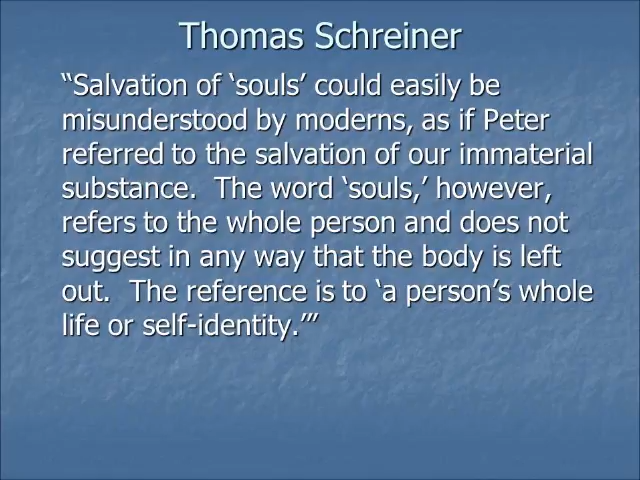 Thomas Schreiner
“Salvation of ‘souls’ could easily be
misunderstood by moderns, as if Peter
referred to the salvation of our immaterial
substance.  The word ‘souls,’ however,
refers to the whole person and does not
suggest in any way that the body is left
out.  The reference is to ‘a person’s whole
life or self-identity.’”